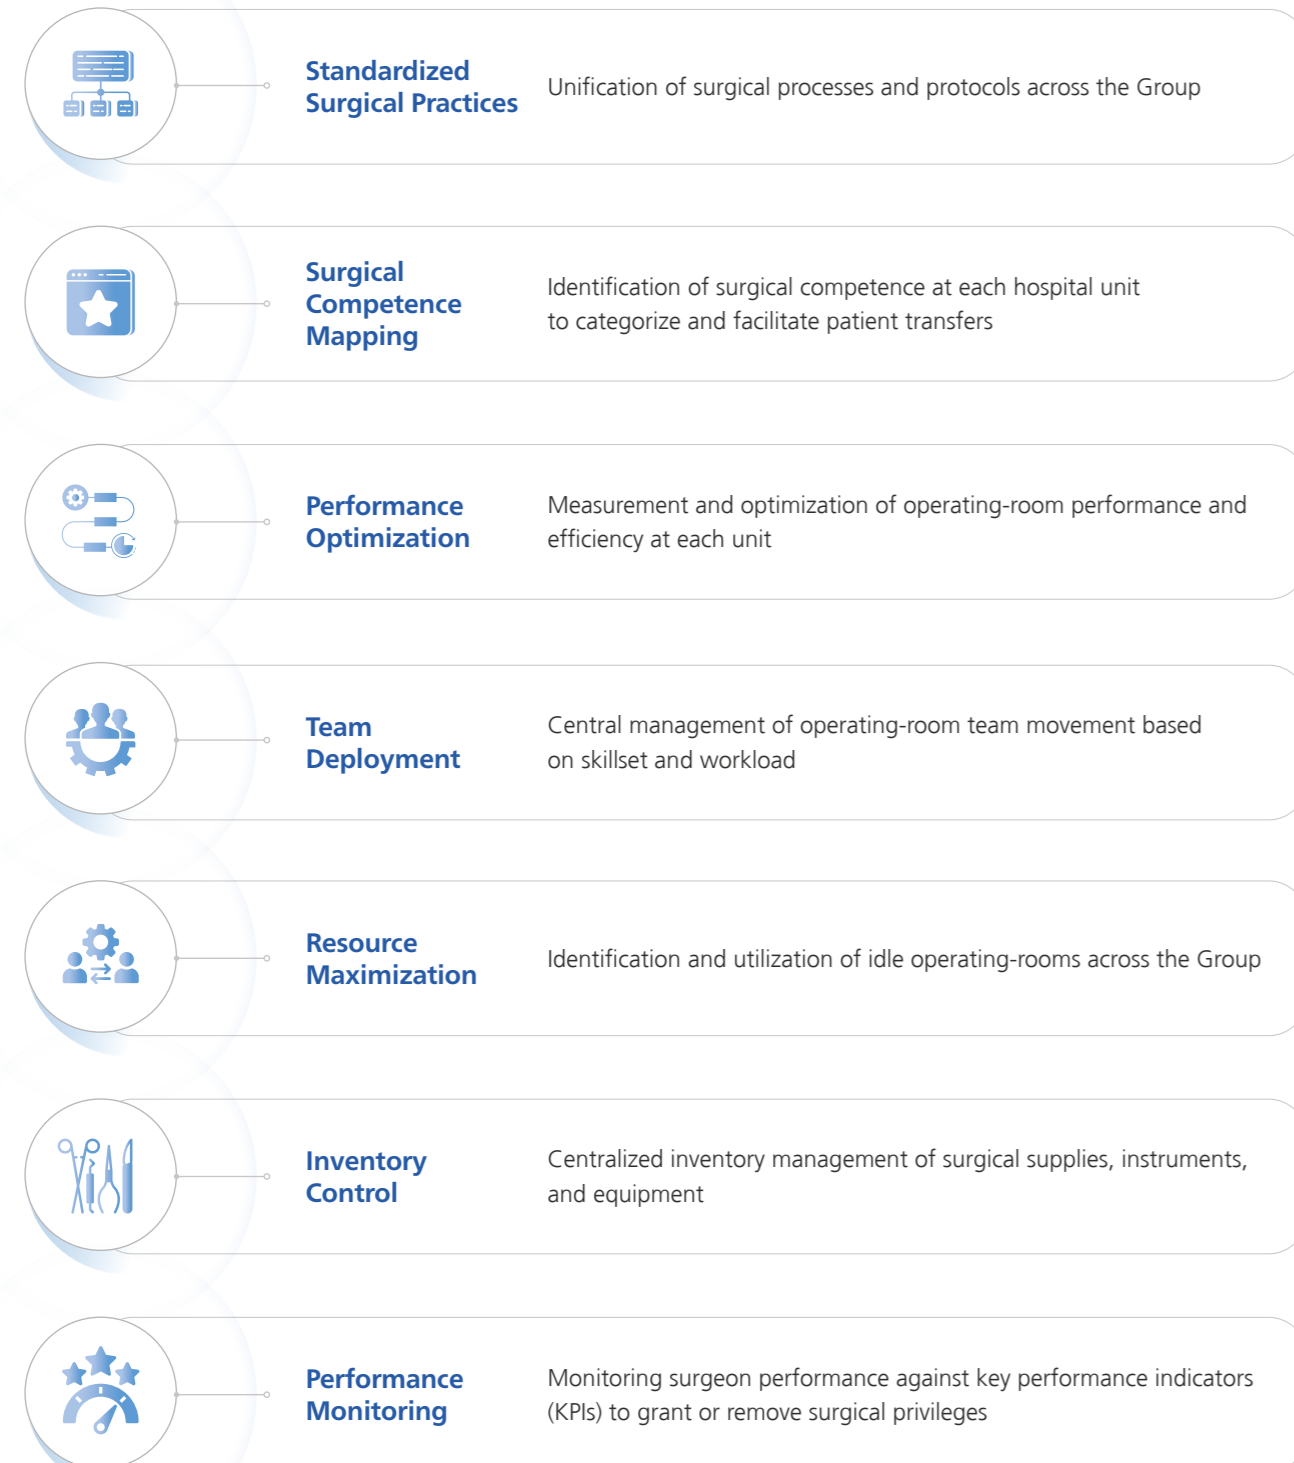 Standardized
Surgical Practices
Unification of surgical processes and protocols across the Group
Surgical
Competence
Mapping
Identification of surgical competence at each hospital unit
to categorize and facilitate patient transfers
Performance
Optimization
Measurement and optimization of operating-room performance and
efficiency at each unit
Team
Deployment
Central management of operating-room team movement based
on skillset and workload
Resource
Maximization
Identification and utilization of idle operating-rooms across the Group
Inventory
Control
Centralized inventory management of surgical supplies, instruments,
and equipment
Performance
Monitoring
Monitoring surgeon performance against key performance indicators
(KPIs) to grant or remove surgical privileges